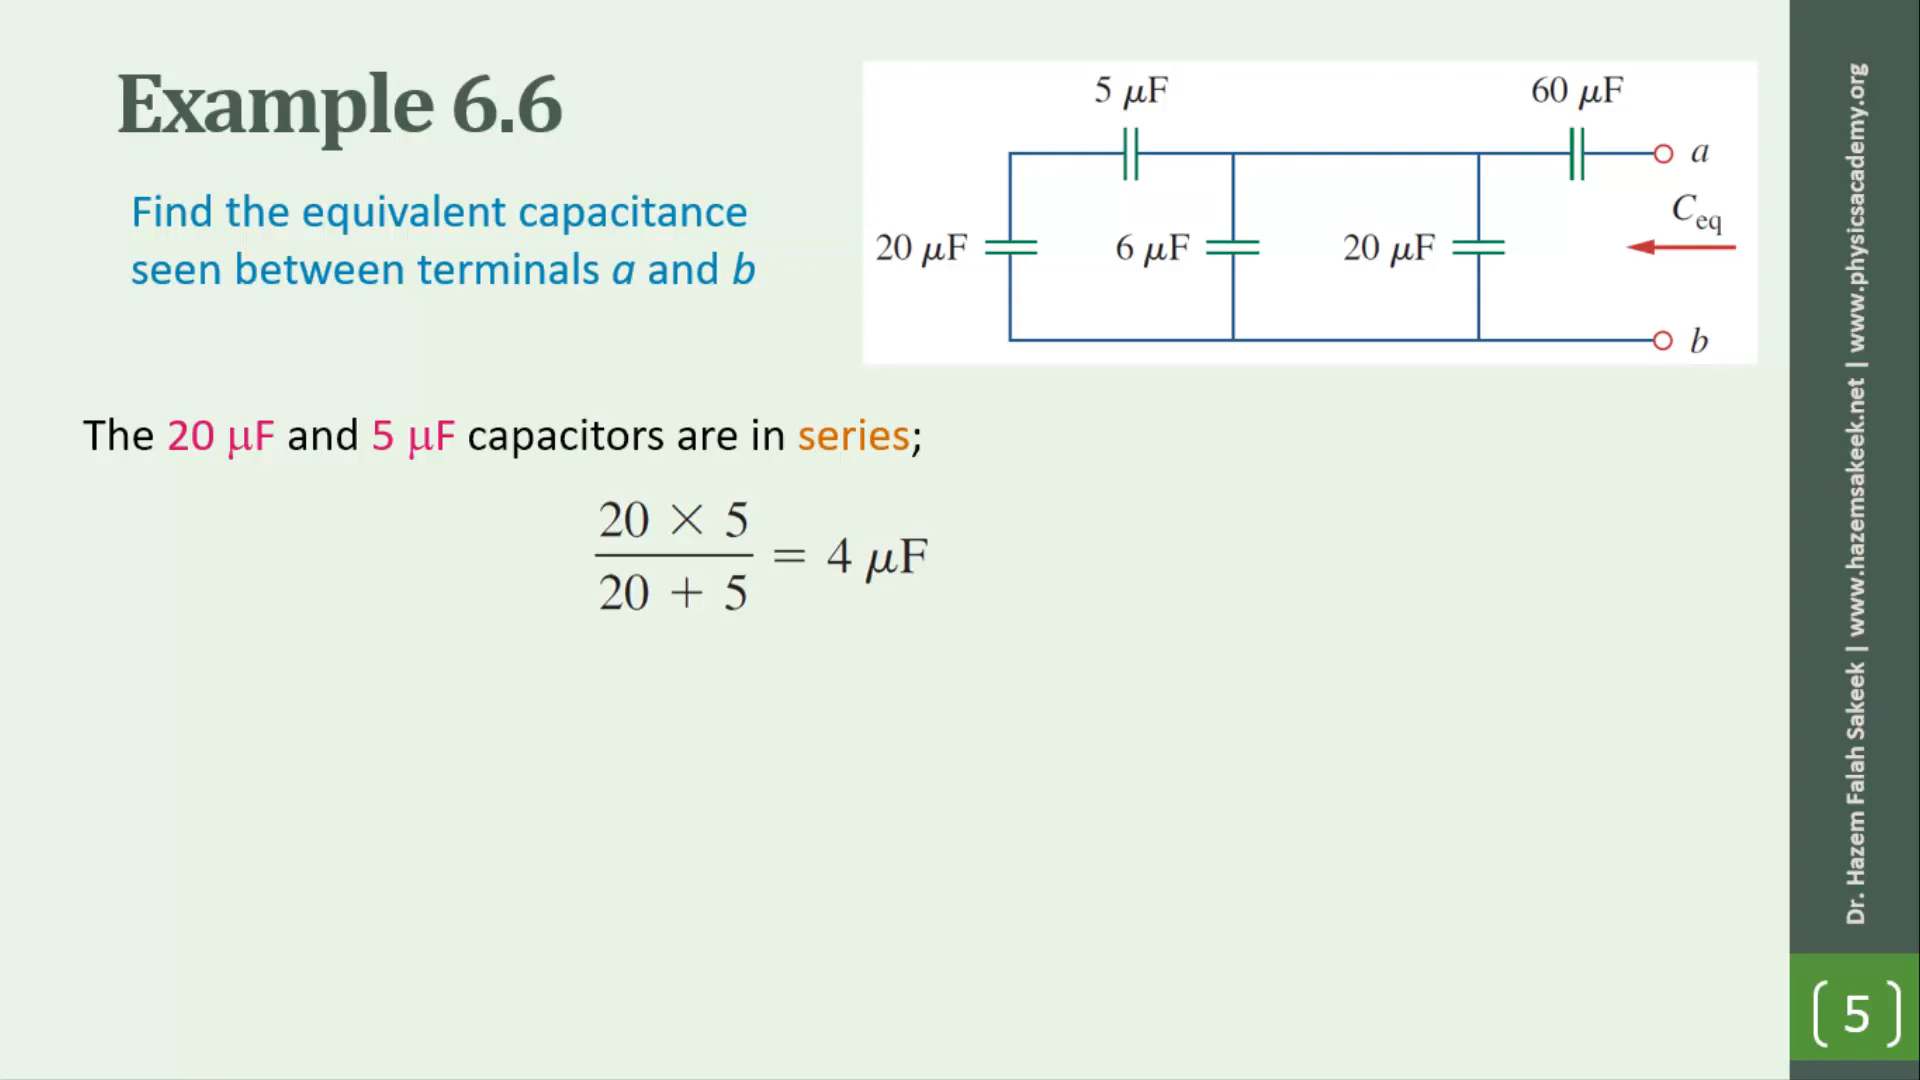 Example 6.6
Find the equivalent capacitance
seen between terminals a and b
5 μF
60 μF
a
C_eq
20 μF
6 μF
20 μF
b
The 20 μF and 5 μF capacitors are in series;
20 × 5
20 + 5
= 4 μF
Dr. Hazem Falah Sakeek | www.hazemsakeek.net | www.physicsacademy.org
5